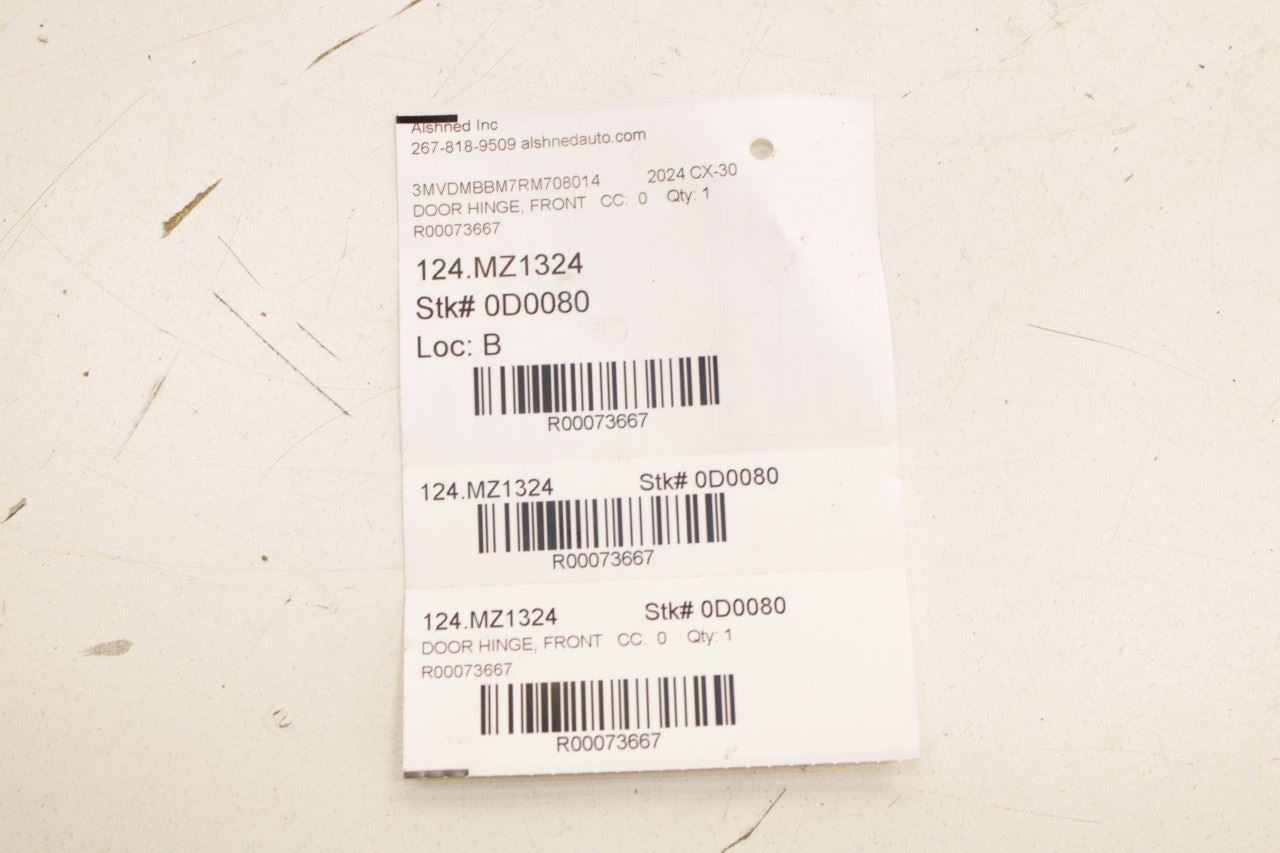 Alshned Inc
267-818-9509 alshnedauto.com
3MVDMBBM7RM708014 2024 CX-30
DOOR HINGE, FRONT CC: 0 Qty: 1
R00073667
124.MZ1324
Stk# 0D0080
Loc: B
R00073667
124.MZ1324 Stk# 0D0080
R00073667
124.MZ1324 Stk# 0D0080
DOOR HINGE, FRONT CC: 0 Qty: 1
R00073667
R00073667